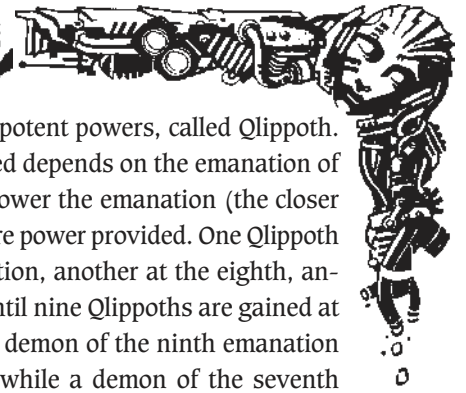 potent powers, called Qlippoth.
ed depends on the emanation of
ower the emanation (the closer
re power provided. One Qlippoth
tion, another at the eighth, an-
ntil nine Qlippoths are gained at
demon of the ninth emanation
while a demon of the seventh